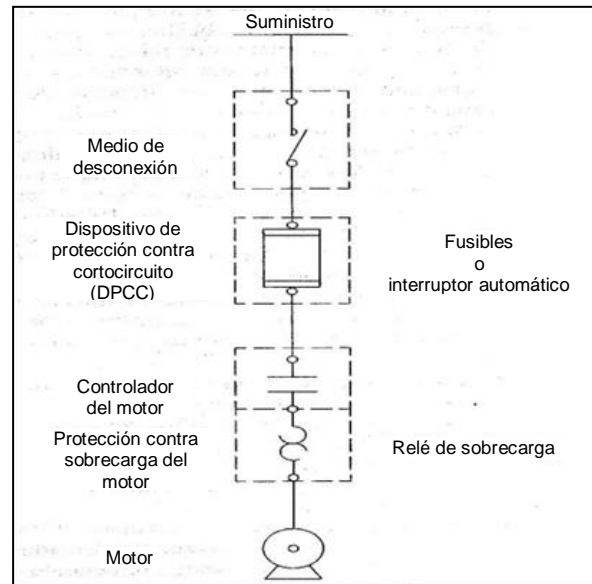 Suministro
Medio de
desconexión
Dispositivo de
protección contra
cortocircuito
(DPCC)
Fusibles
o
interruptor automático
Controlador
del motor
Protección contra
sobrecarga del
motor
Relé de sobrecarga
Motor